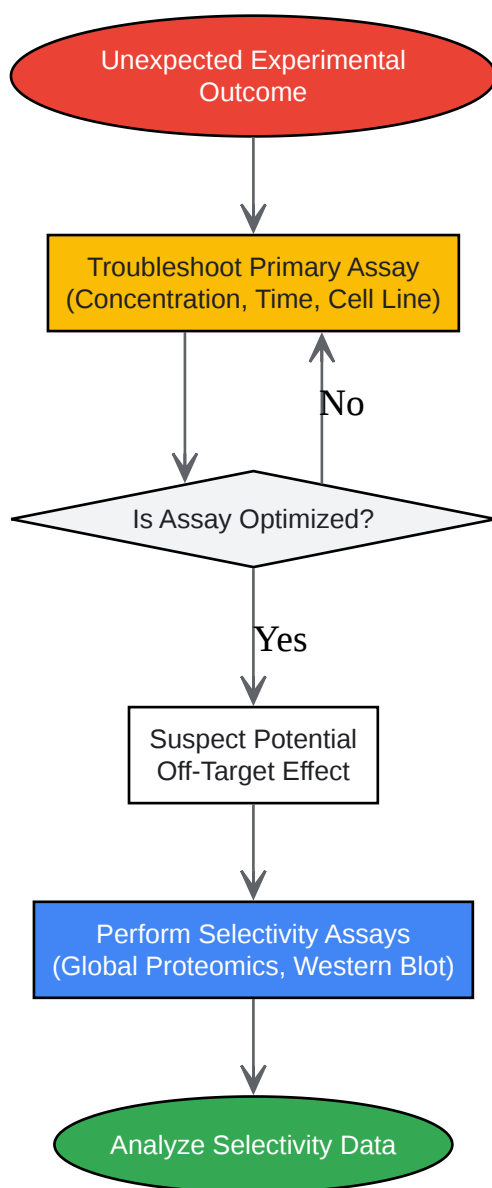 Unexpected Experimental
Outcome
Troubleshoot Primary Assay
(Concentration, Time, Cell Line)
No
Is Assay Optimized?
Yes
Suspect Potential
Off-Target Effect
Perform Selectivity Assays
(Global Proteomics, Western Blot)
Analyze Selectivity Data